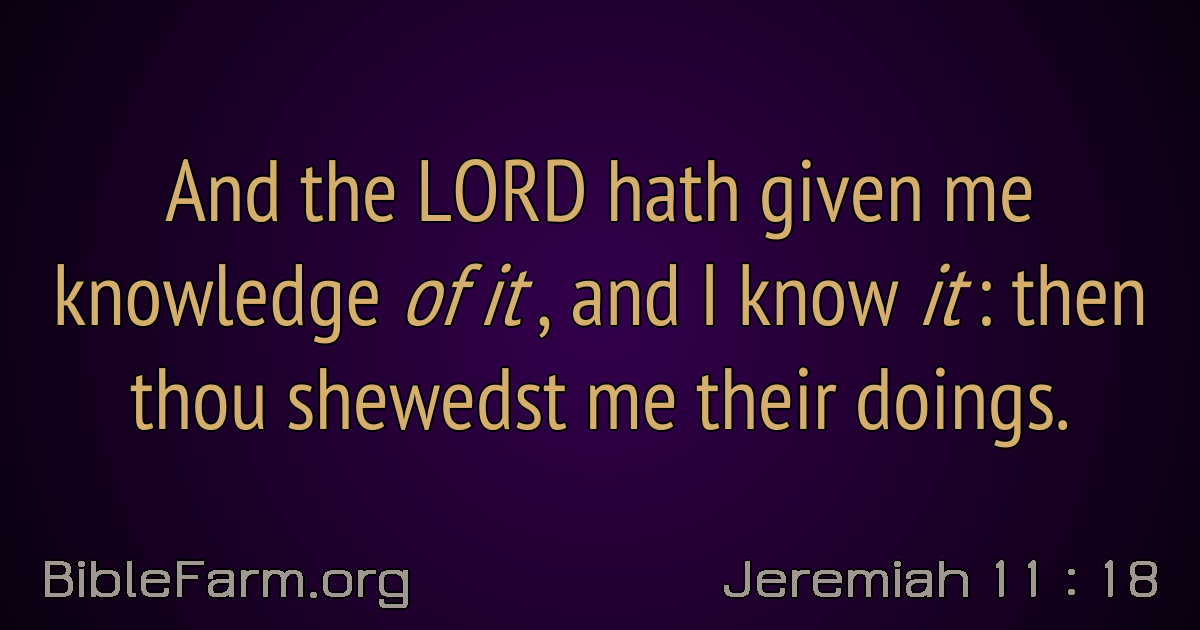 And the LORD hath given me
knowledge of it , and I know it : then
thou shewedst me their doings.
BibleFarm.org
Jeremiah 11 : 18